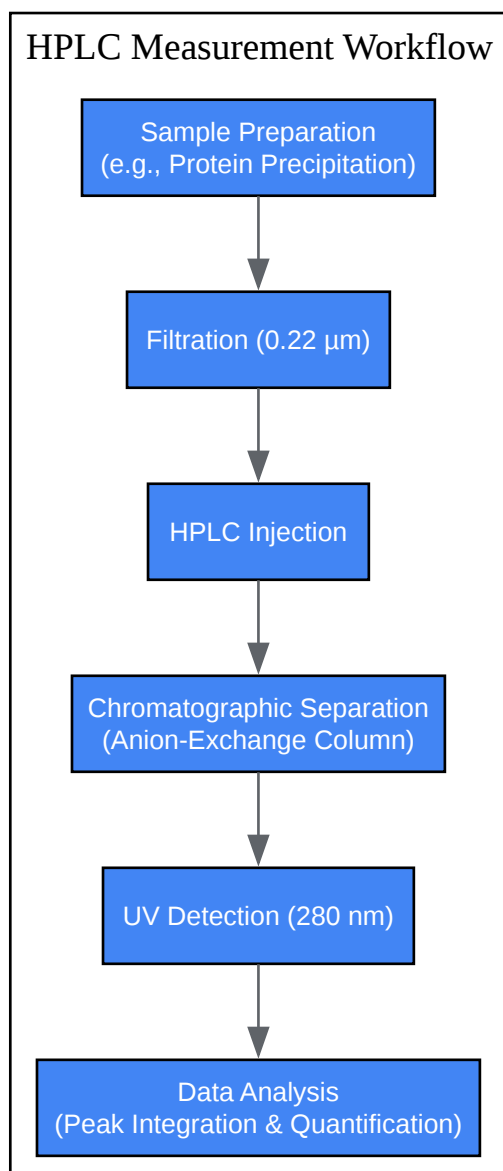 HPLC Measurement Workflow
Sample Preparation
(e.g., Protein Precipitation)
Filtration (0.22 µm)
HPLC Injection
Chromatographic Separation
(Anion-Exchange Column)
UV Detection (280 nm)
Data Analysis
(Peak Integration & Quantification)